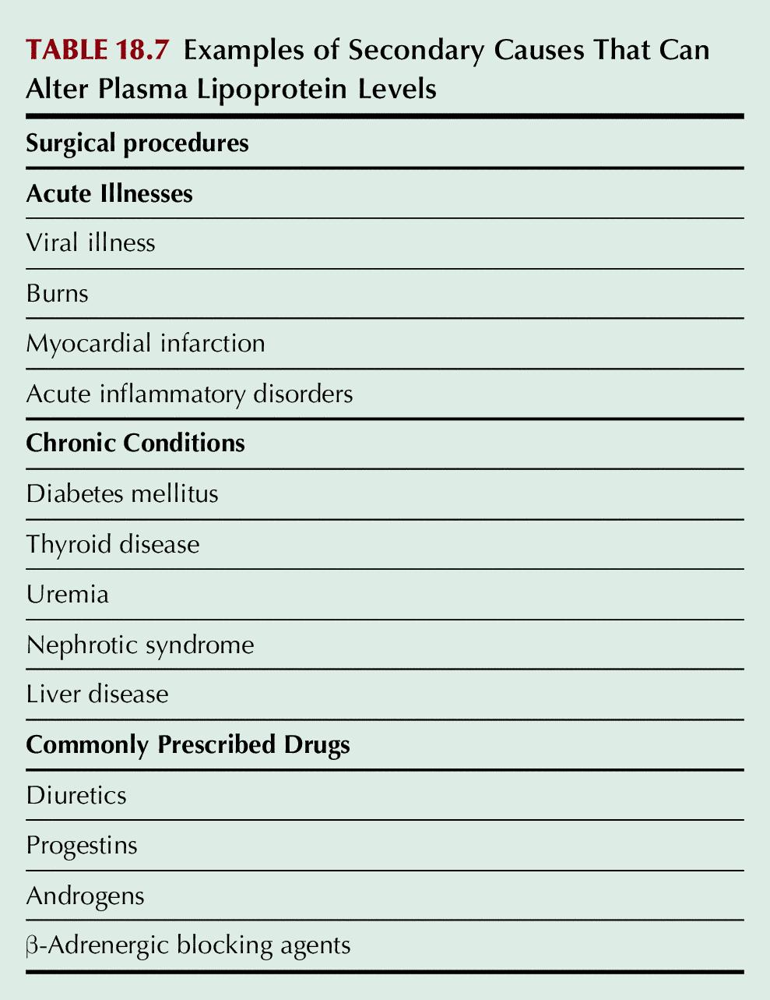 TABLE 18.7 Examples of Secondary Causes That Can
Alter Plasma Lipoprotein Levels
Surgical procedures
Acute Illnesses
Viral illness
Burns
Myocardial infarction
Acute inflammatory disorders
Chronic Conditions
Diabetes mellitus
Thyroid disease
Uremia
Nephrotic syndrome
Liver disease
Commonly Prescribed Drugs
Diuretics
Progestins
Androgens
β-Adrenergic blocking agents